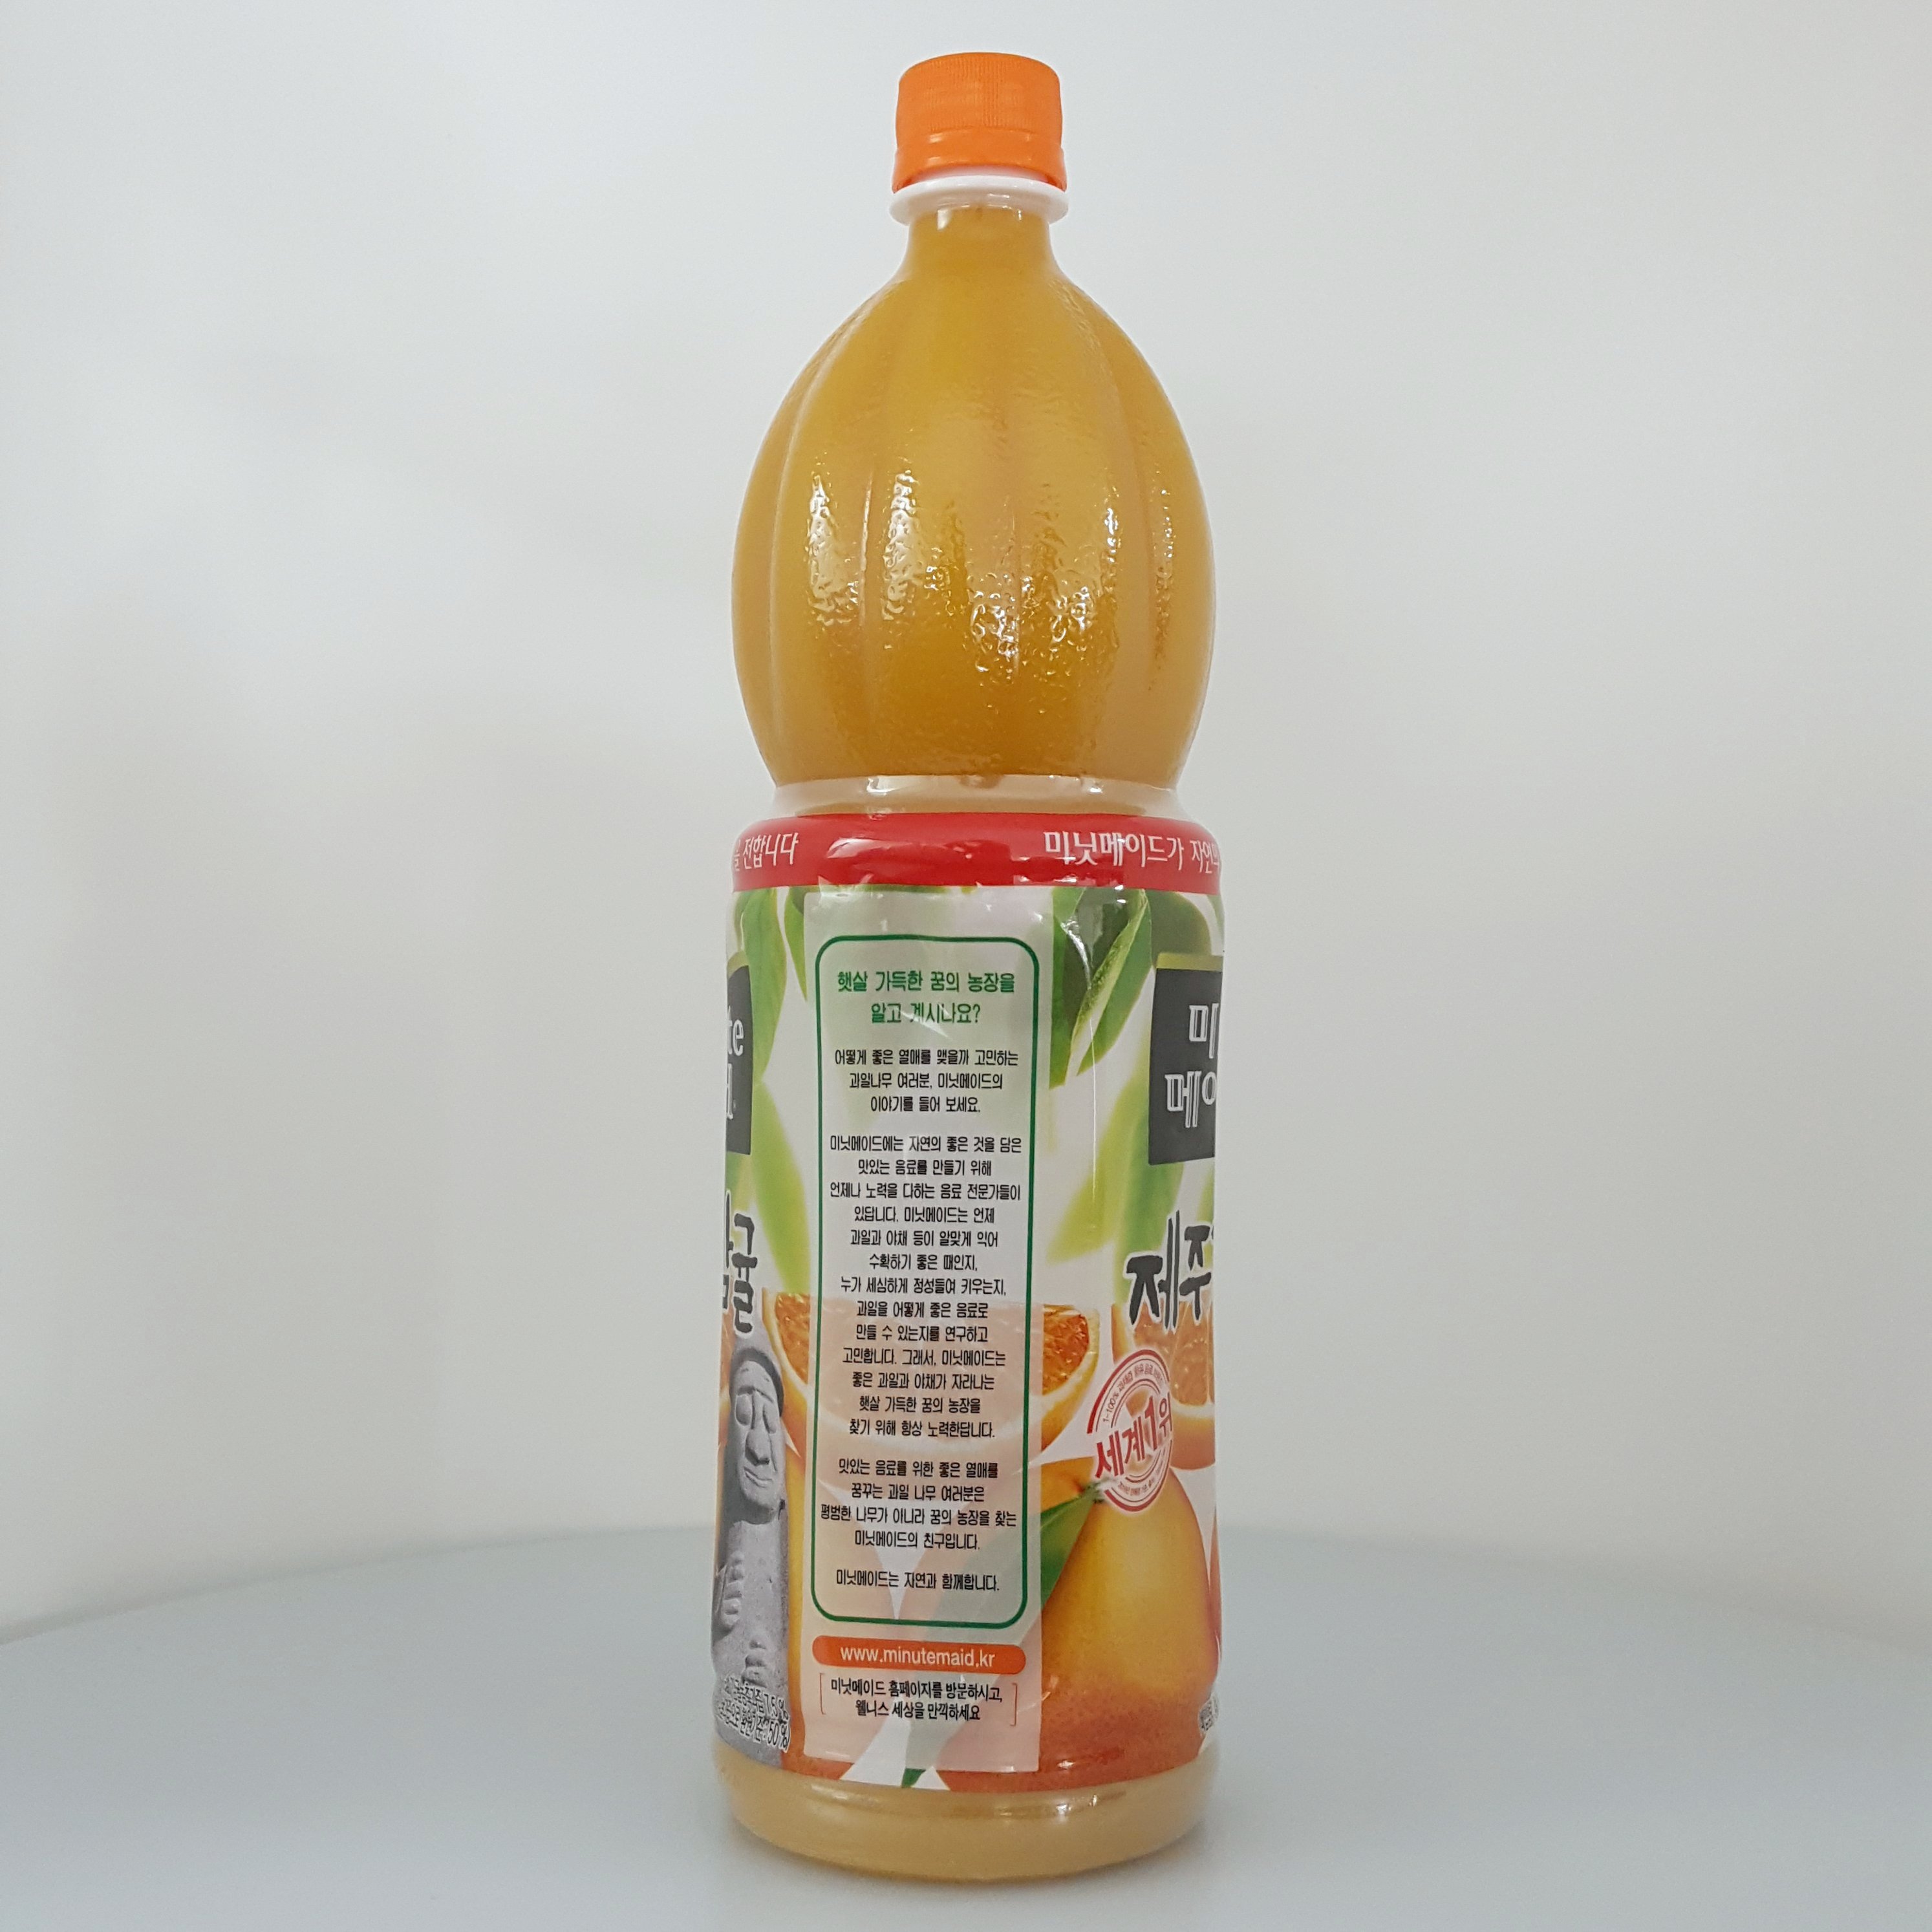 전합니다
미닛메이드가 자연의
햇살 가득한 꿈의 농장을
알고 계시나요?
어떻게 좋은 열매를 맺을까 고민하는
과일나무 여러분, 미닛메이드의
이야기를 들어 보세요.
미닛메이드에는 자연의 좋은 것을 담은
맛있는 음료를 만들기 위해
언제나 노력을 다하는 음료 전문가들이
있답니다. 미닛메이드는 언제
과일과 야채 등이 알맞게 익어
수확하기 좋은 때인지,
누가 세심하게 정성들여 키우는지,
과일을 어떻게 좋은 음료로
만들 수 있는지를 연구하고
고민합니다. 그래서, 미닛메이드는
좋은 과일과 야채가 자라나는
햇살 가득한 꿈의 농장을
찾기 위해 항상 노력한답니다.
맛있는 음료를 위한 좋은 열매를
꿈꾸는 과일 나무 여러분은
평범한 나무가 아니라 꿈의 농장을 찾는
미닛메이드의 친구입니다.
미닛메이드는 자연과 함께합니다.
www.minutemaid.kr
미닛메이드 홈페이지를 방문하시고,
웰니스 세상을 만끽하세요
te
귤
미
메이
제주
세계1위